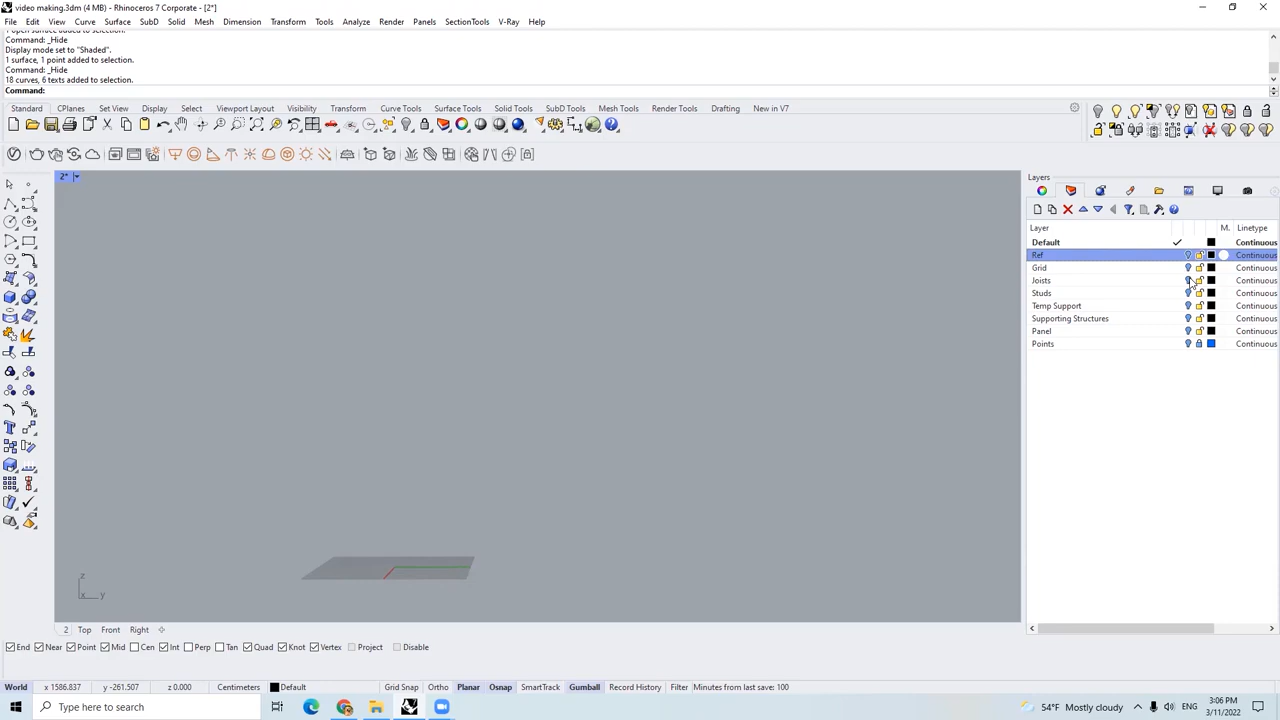 video making.3dm (4 MB) - Rhinoceros 7 Corporate - [2*]
File Edit View Curve Surface SubD Solid Mesh Dimension Transform Tools Analyze Render Panels SectionTools V-Ray Help
1 open surface added to selection.
Command: _Hide
Display mode set to "Shaded".
1 surface, 1 point added to selection.
Command: _Hide
18 curves, 6 texts added to selection.
Command:
Standard CPlanes Set View Display Select Viewport Layout Visibility Transform Curve Tools Surface Tools Solid Tools SubD Tools Mesh Tools Render Tools Drafting New in V7
2*
Layers
Layer M. Linetype
Default Continuous
Ref Continuous
Grid Continuous
Joists Continuous
Studs Continuous
Temp Support Continuous
Supporting Structures Continuous
Panel Continuous
Points Continuous
z
x y
2 Top Front Right
End Near Point Mid Cen Int Perp Tan Quad Knot Vertex Project Disable
World x 1586.837 y -261.507 z 0.000 Centimeters Default Grid Snap Ortho Planar Osnap SmartTrack Gumball Record History Filter Minutes from last save: 100
Type here to search 54°F Mostly cloudy ENG 3:06 PM
3/11/2022